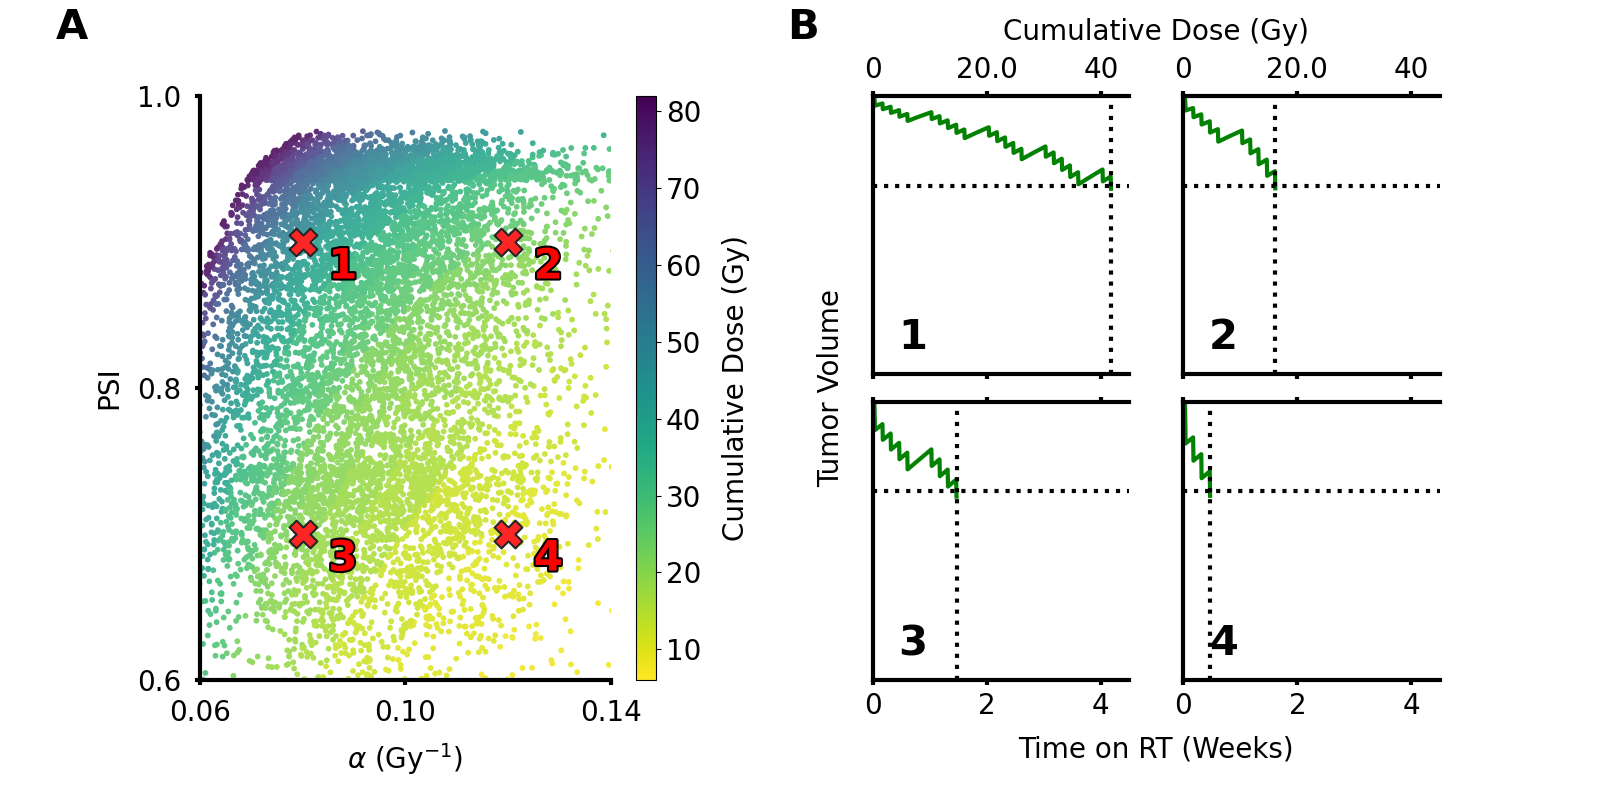 A
1.0
0.8
0.6
PSI
0.06
0.10
0.14
α (Gy⁻¹)
1
2
3
4
80
70
60
50
40
30
20
10
Cumulative Dose (Gy)
B
Cumulative Dose (Gy)
0 20.0 40
0 20.0 40
Tumor Volume
1
2
3
4
0 2 4
0 2 4
Time on RT (Weeks)